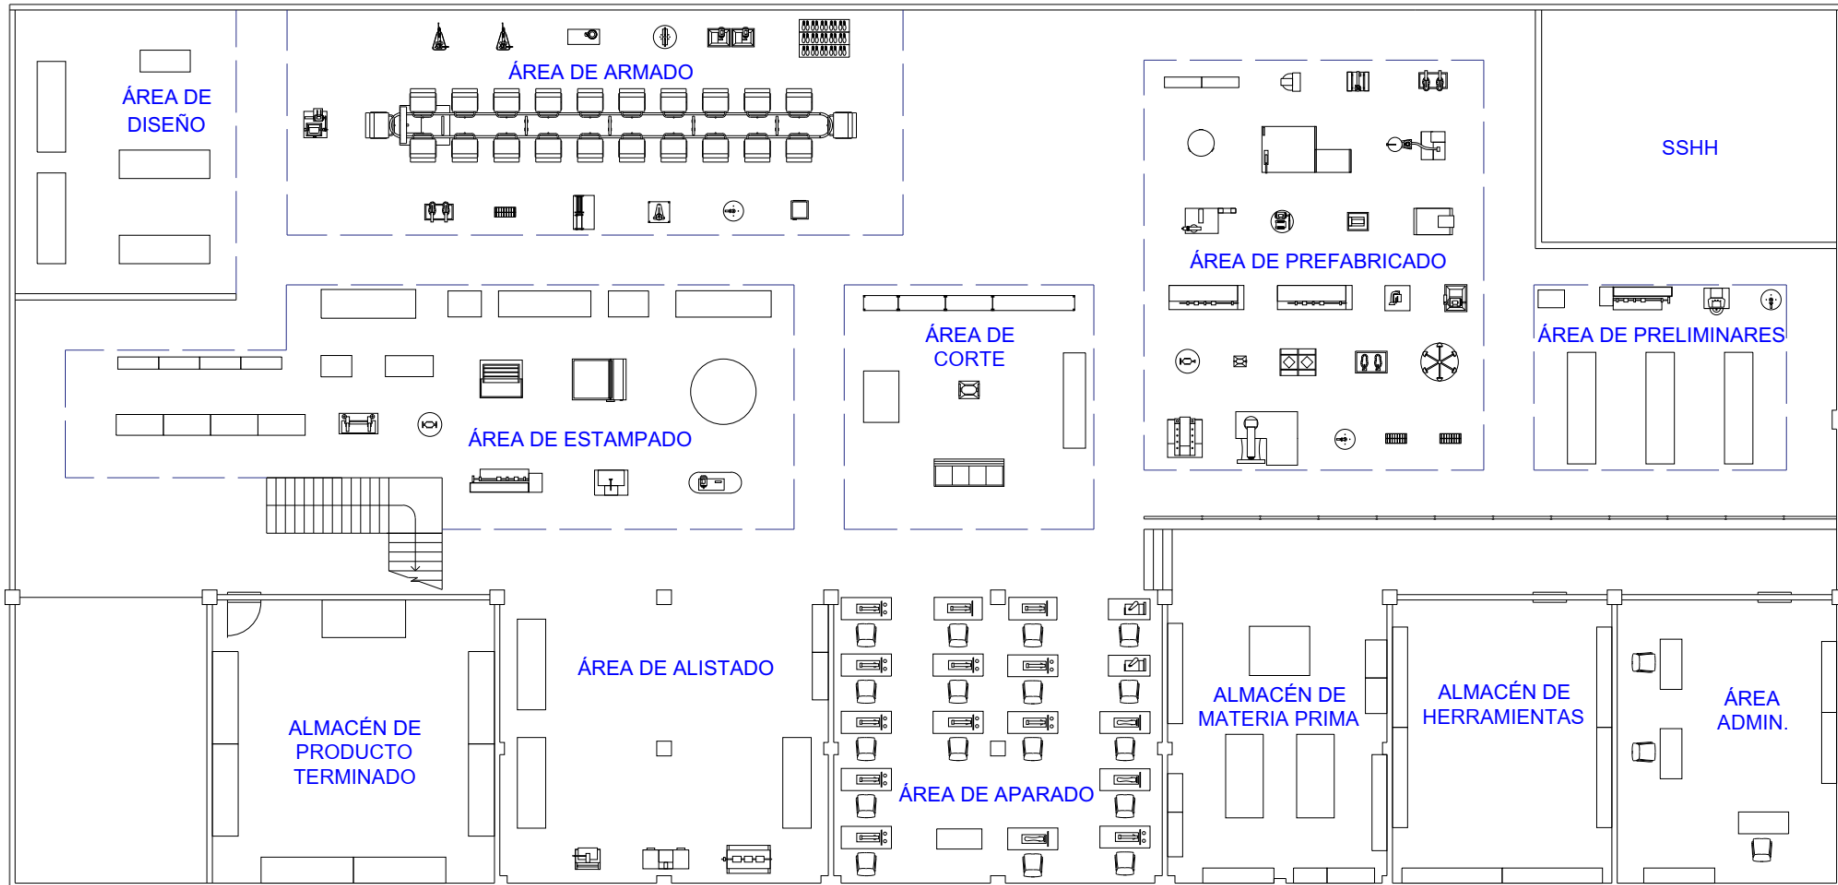 ÁREA DE
DISEÑO
ÁREA DE ARMADO
SSHH
ÁREA DE PREFABRICADO
ÁREA DE PRELIMINARES
ÁREA DE
CORTE
ÁREA DE ESTAMPADO
ÁREA DE ALISTADO
ALMACÉN DE
PRODUCTO
TERMINADO
ÁREA DE APARADO
ALMACÉN DE
MATERIA PRIMA
ALMACÉN DE
HERRAMIENTAS
ÁREA
ADMIN.